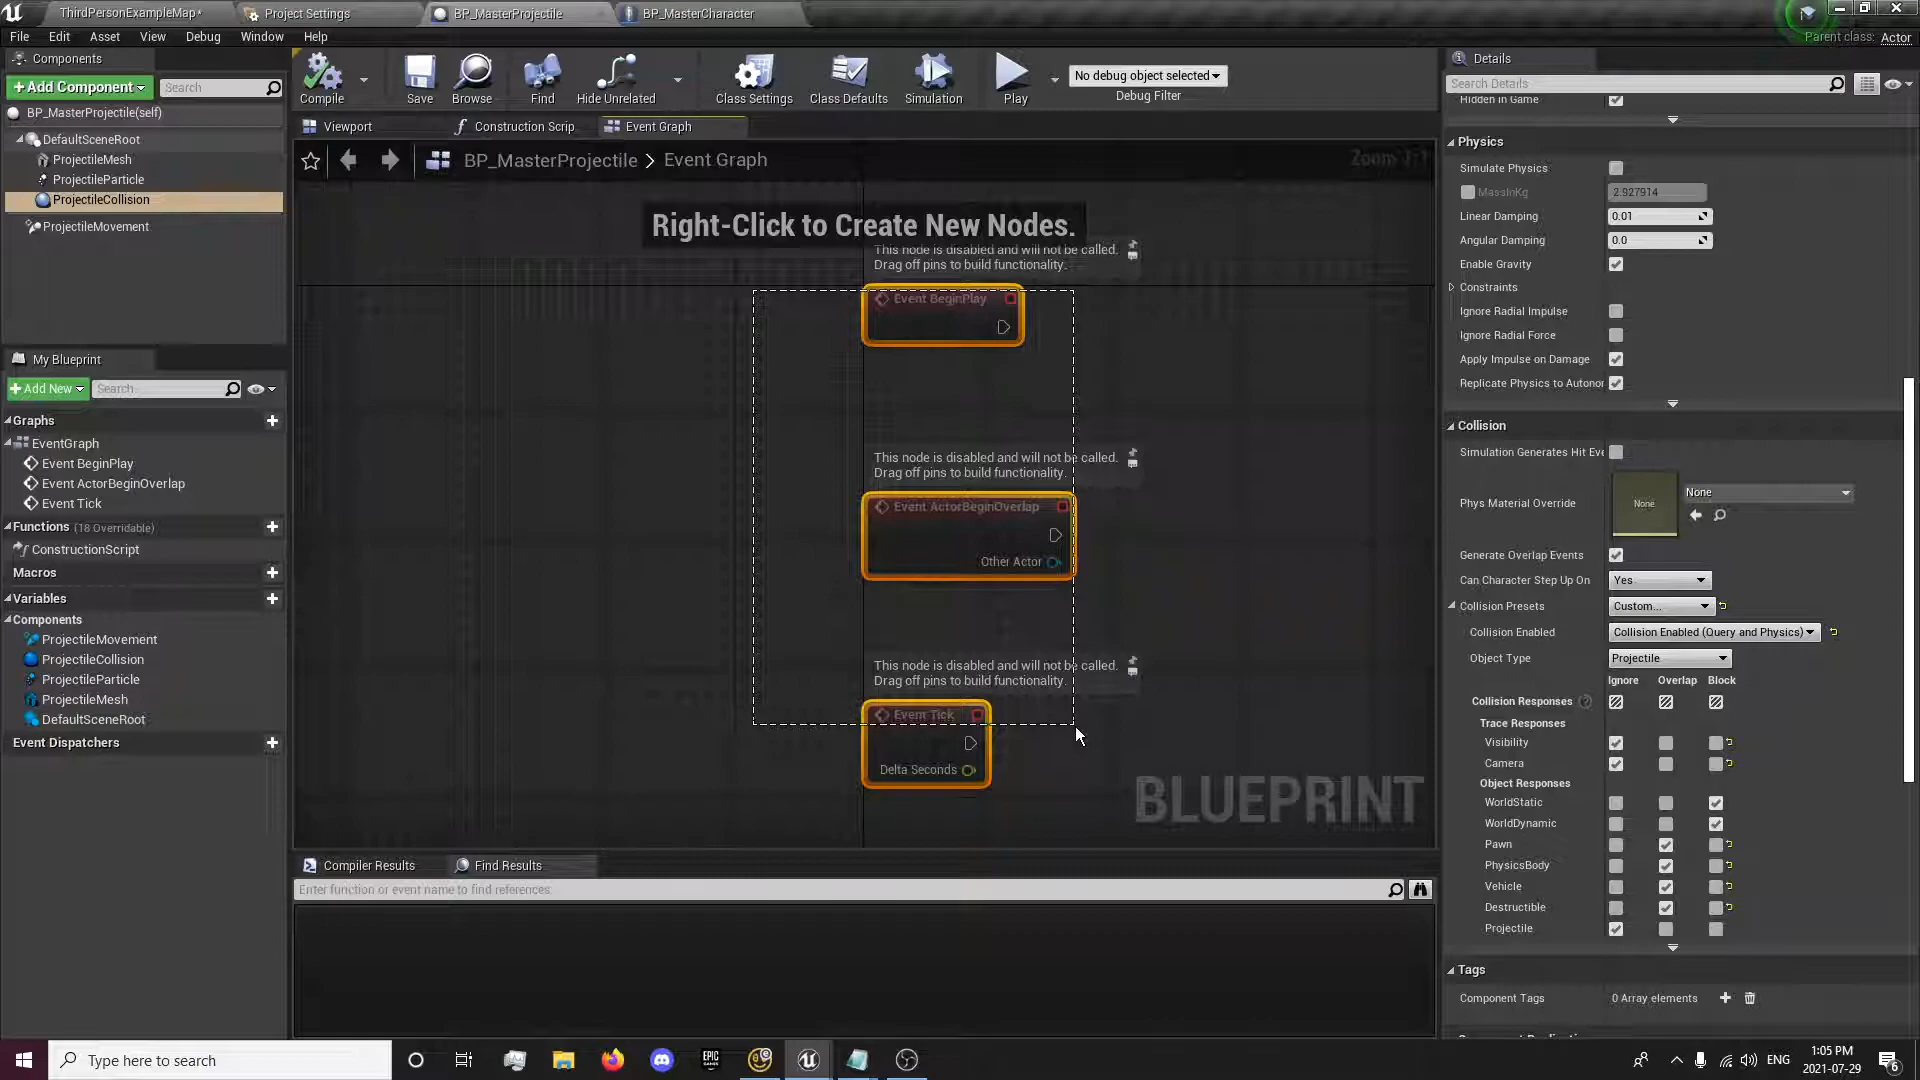 ThirdPersonExampleMap*
Project Settings
BP_MasterProjectile
BP_MasterCharacter
File
Edit
Asset
View
Debug
Window
Help
Parent class: Actor
Components
+Add Component
Search
BP_MasterProjectile(self)
DefaultSceneRoot
ProjectileMesh
ProjectileParticle
ProjectileCollision
ProjectileMovement
My Blueprint
+Add New
Search
Graphs
EventGraph
Event BeginPlay
Event ActorBeginOverlap
Event Tick
Functions (18 Overridable)
ConstructionScript
Macros
Variables
Components
ProjectileMovement
ProjectileCollision
ProjectileParticle
ProjectileMesh
DefaultSceneRoot
Event Dispatchers
Compile
Save
Browse
Find
Hide Unrelated
Class Settings
Class Defaults
Simulation
Play
No debug object selected
Debug Filter
Viewport
Construction Scrip
Event Graph
BP_MasterProjectile > Event Graph
Zoom 1:1
Right-Click to Create New Nodes.
This node is disabled and will not be called.
Drag off pins to build functionality.
Event BeginPlay
This node is disabled and will not be called.
Drag off pins to build functionality.
Event ActorBeginOverlap
Other Actor
This node is disabled and will not be called.
Drag off pins to build functionality.
Event Tick
Delta Seconds
BLUEPRINT
Compiler Results
Find Results
Enter function or event name to find references.
Details
Search Details
Hidden in Game
Physics
Simulate Physics
MassInKg
2.927914
Linear Damping
0.01
Angular Damping
0.0
Enable Gravity
Constraints
Ignore Radial Impulse
Ignore Radial Force
Apply Impulse on Damage
Replicate Physics to Autonor
Collision
Simulation Generates Hit Eve
Phys Material Override
None
None
Generate Overlap Events
Can Character Step Up On
Yes
Collision Presets
Custom...
Collision Enabled
Collision Enabled (Query and Physics)
Object Type
Projectile
Ignore
Overlap
Block
Collision Responses
Trace Responses
Visibility
Camera
Object Responses
WorldStatic
WorldDynamic
Pawn
PhysicsBody
Vehicle
Destructible
Projectile
Tags
Component Tags
0 Array elements
Type here to search
EPIC
GAMES
ENG
1:05 PM
2021-07-29
6